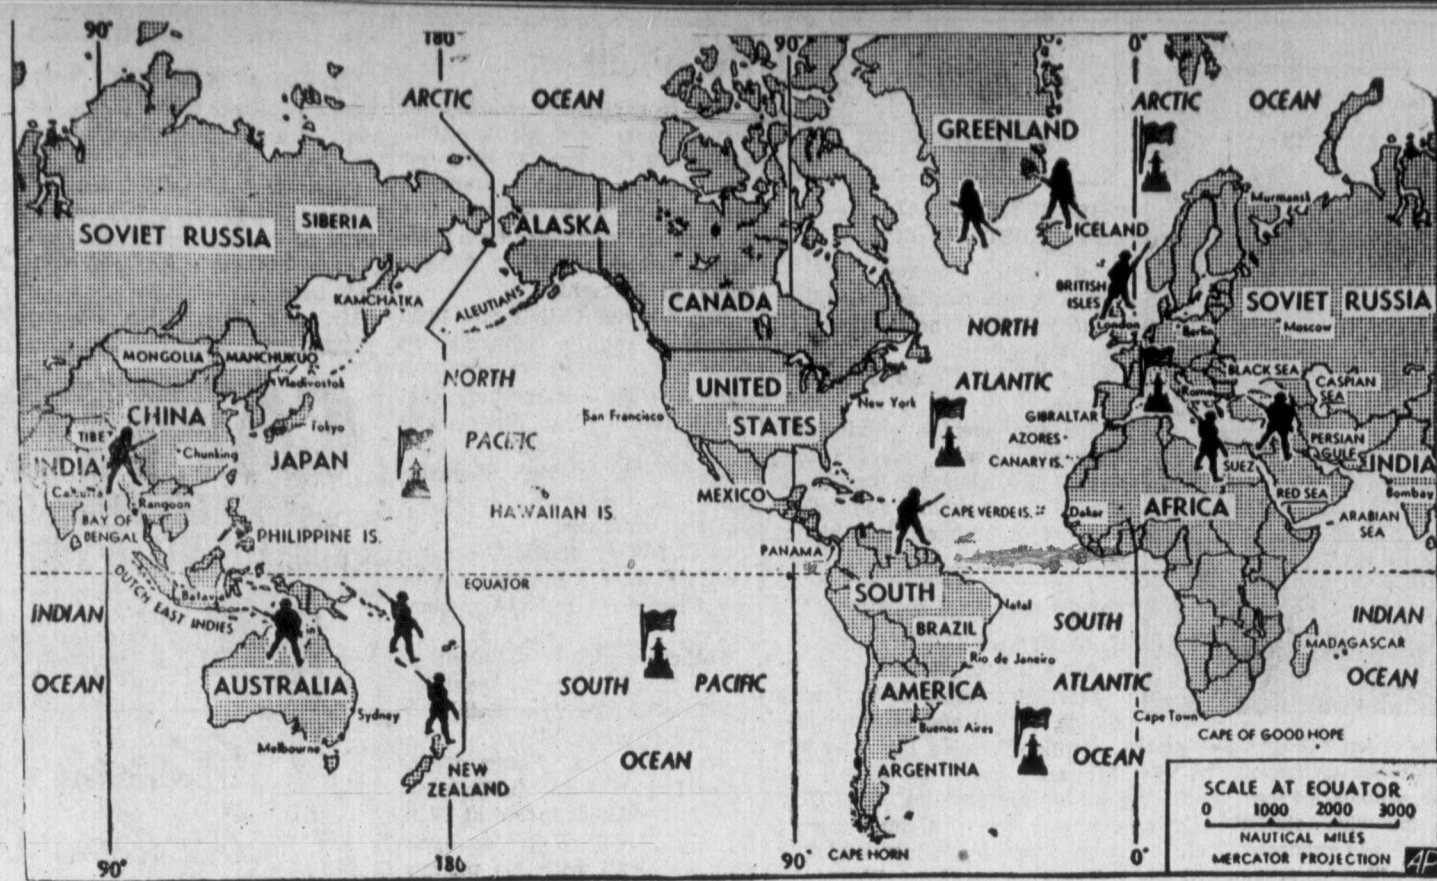 90°
180°
90°
0°
ARCTIC OCEAN
ARCTIC OCEAN
GREENLAND
ICELAND
Murmansk
SOVIET RUSSIA
SIBERIA
ALASKA
KAMCHATKA
ALEUTIANS
CANADA
BRITISH
ISLES
London
Berlin
SOVIET RUSSIA
Moscow
MONGOLIA
MANCHUKUO
Vladivostok
NORTH
PACIFIC
UNITED
STATES
San Francisco
New York
NORTH
ATLANTIC
GIBRALTAR
AZORES
CANARY IS.
BLACK SEA
CASPIAN
SEA
CHINA
TIBET
Chunking
Tokyo
JAPAN
INDIA
Rangoon
BAY OF
BENGAL
PHILIPPINE IS.
HAWAIIAN IS.
MEXICO
PANAMA
CAPE VERDE IS.
Dakar
AFRICA
SUEZ
PERSIAN
GULF
RED SEA
INDIA
Bombay
ARABIAN
SEA
EQUATOR
DUTCH EAST INDIES
Batavia
INDIAN
OCEAN
AUSTRALIA
Sydney
Melbourne
NEW
ZEALAND
SOUTH PACIFIC
OCEAN
SOUTH
AMERICA
BRAZIL
Natal
Rio de Janeiro
Buenos Aires
ARGENTINA
CAPE HORN
SOUTH
ATLANTIC
OCEAN
Cape Town
CAPE OF GOOD HOPE
MADAGASCAR
INDIAN
OCEAN
SCALE AT EQUATOR
0 1000 2000 3000
NAUTICAL MILES
MERCATOR PROJECTION AP
90°
180
90°
0°